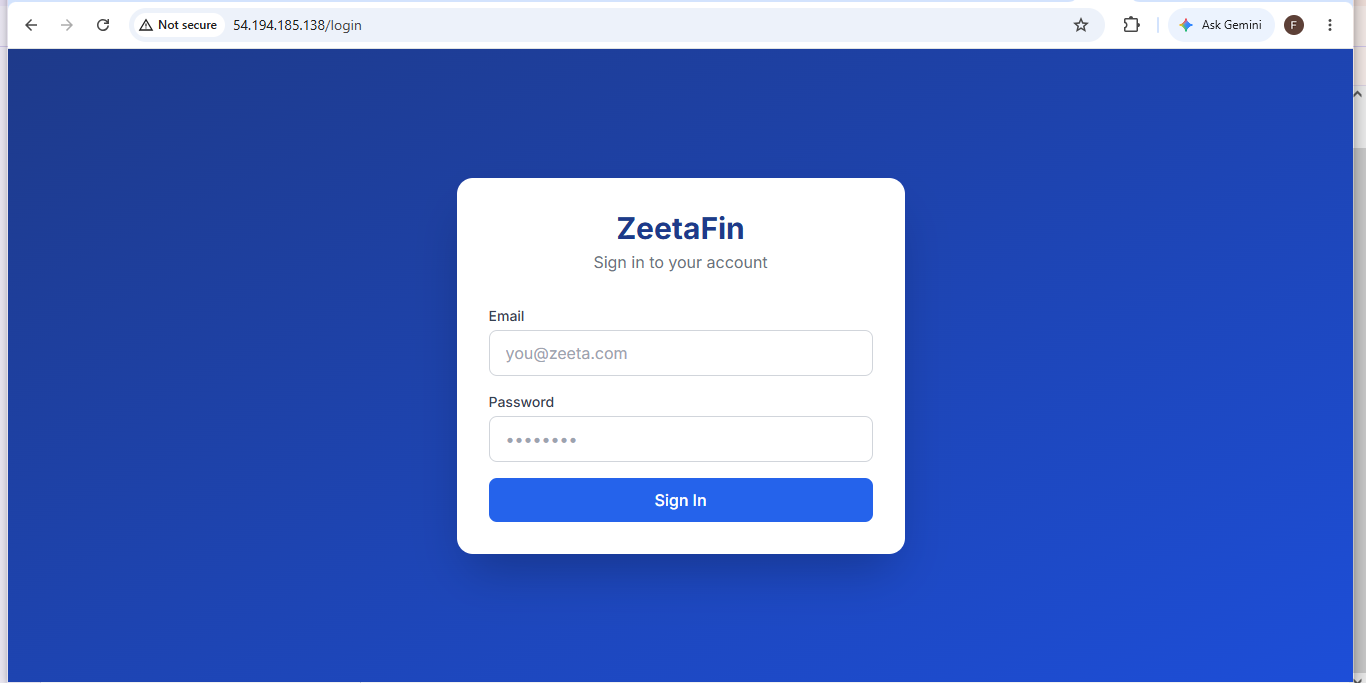 Not secure
54.194.185.138/login
Ask Gemini
F
ZeetaFin
Sign in to your account
Email
you@zeeta.com
Password
Sign In